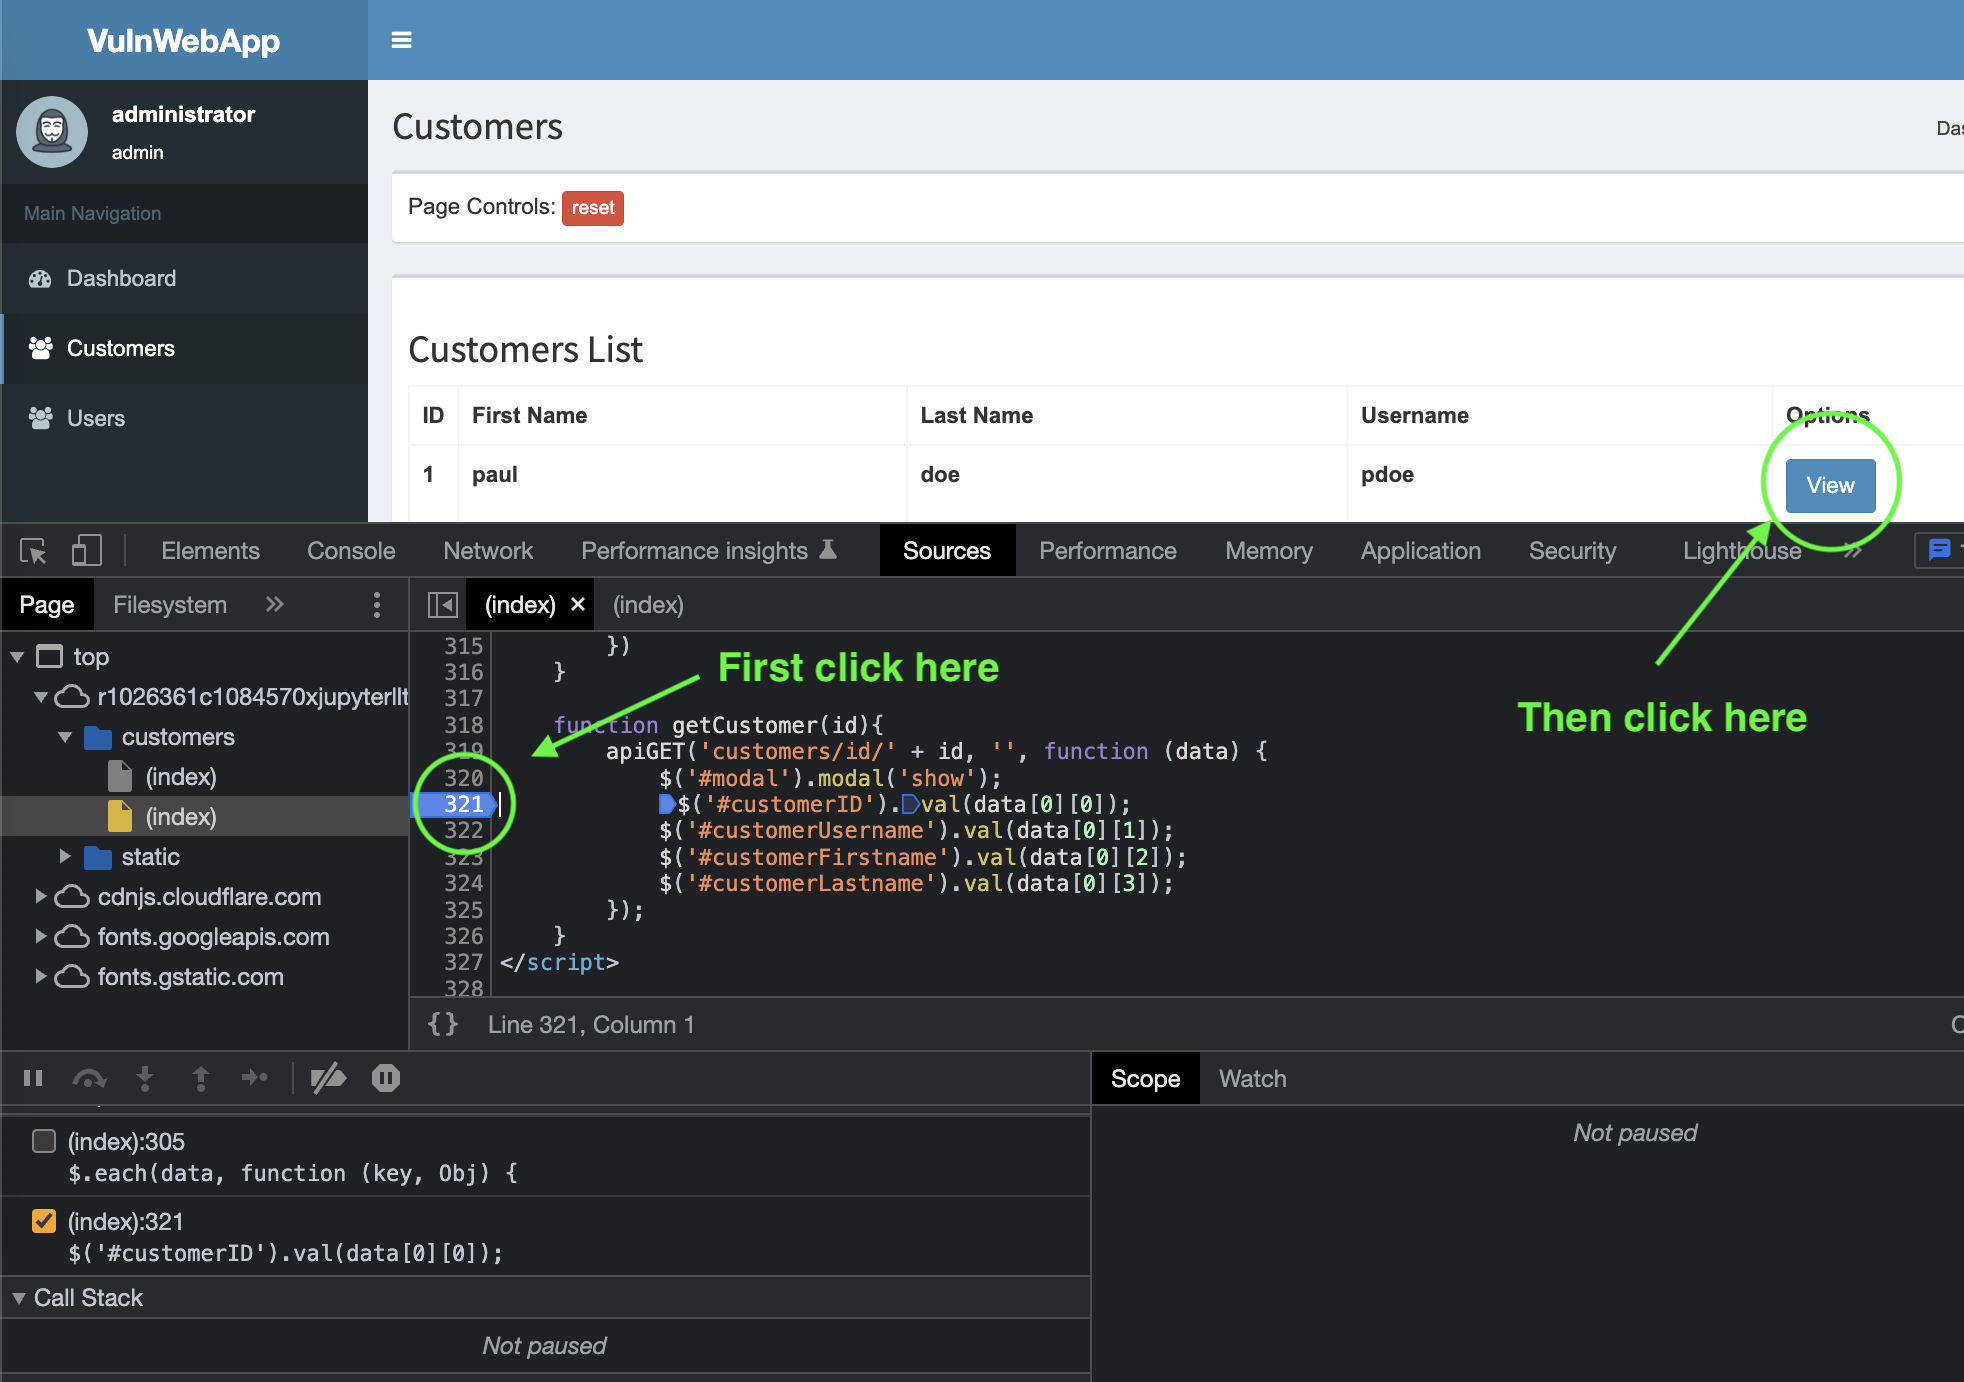 VulnWebApp
administrator
admin
Main Navigation
Dashboard
Customers
Users
Customers
Das
Page Controls: reset
Customers List
ID First Name Last Name Username Options
1 paul doe pdoe View
Elements Console Network Performance insights Sources Performance Memory Application Security Lighthouse » 1
Page Filesystem »
(index) × (index)
top
r1026361c1084570xjupyterllt
customers
(index)
(index)
static
cdnjs.cloudflare.com
fonts.googleapis.com
fonts.gstatic.com
315 })
316 }
317
318 function getCustomer(id){
319 apiGET('customers/id/' + id, '', function (data) {
320 $('#modal').modal('show');
321 $('#customerID').val(data[0][0]);
322 $('#customerUsername').val(data[0][1]);
323 $('#customerFirstname').val(data[0][2]);
324 $('#customerLastname').val(data[0][3]);
325 });
326 }
327 </script>
328
First click here
Then click here
{} Line 321, Column 1
C
Scope Watch
Not paused
(index):305
$.each(data, function (key, Obj) {
(index):321
$('#customerID').val(data[0][0]);
Call Stack
Not paused